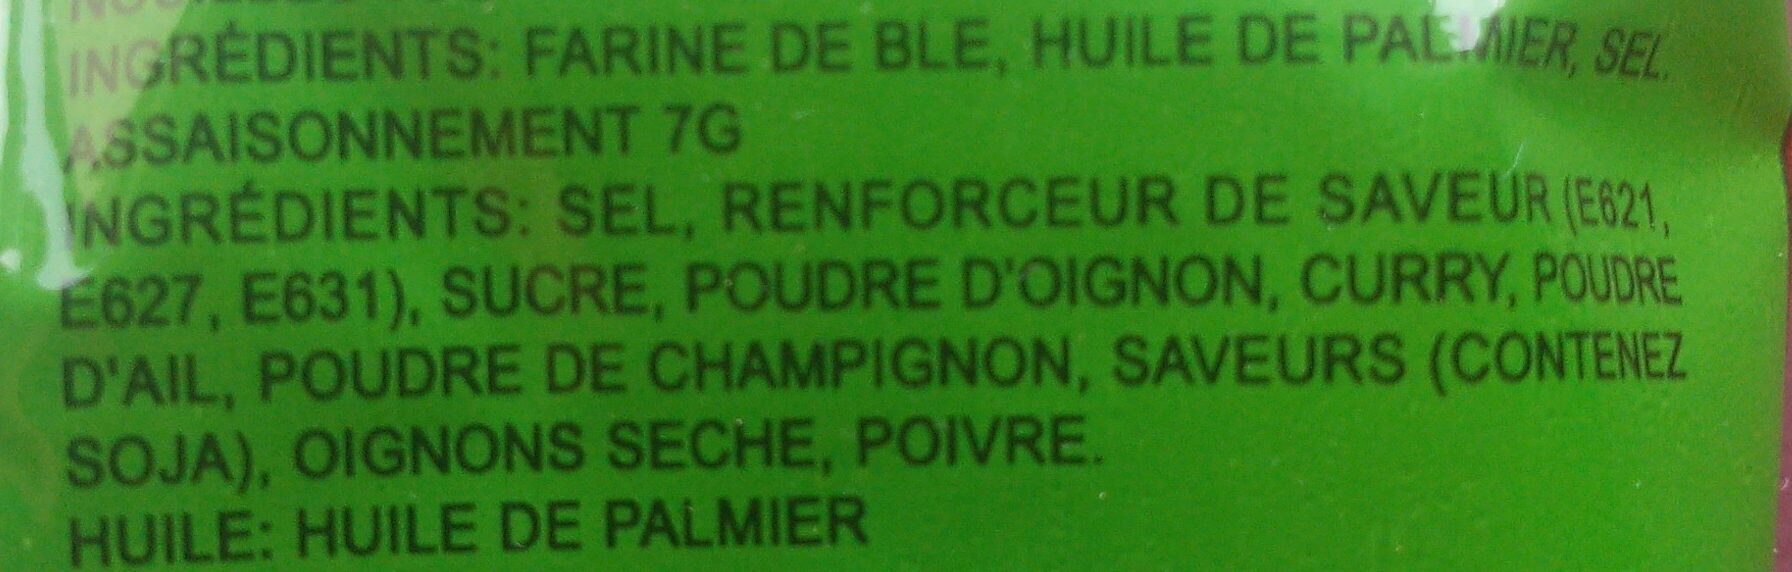 INGRÉDIENTS: FARINE DE BLE, HUILE DE PALMIER, SEL.
ASSAISONNEMENT 7G
INGRÉDIENTS: SEL, RENFORCEUR DE SAVEUR (E621,
E627, E631), SUCRE, POUDRE D'OIGNON, CURRY, POUDRE
D'AIL, POUDRE DE CHAMPIGNON, SAVEURS (CONTENEZ
SOJA), OIGNONS SECHE, POIVRE.
HUILE: HUILE DE PALMIER